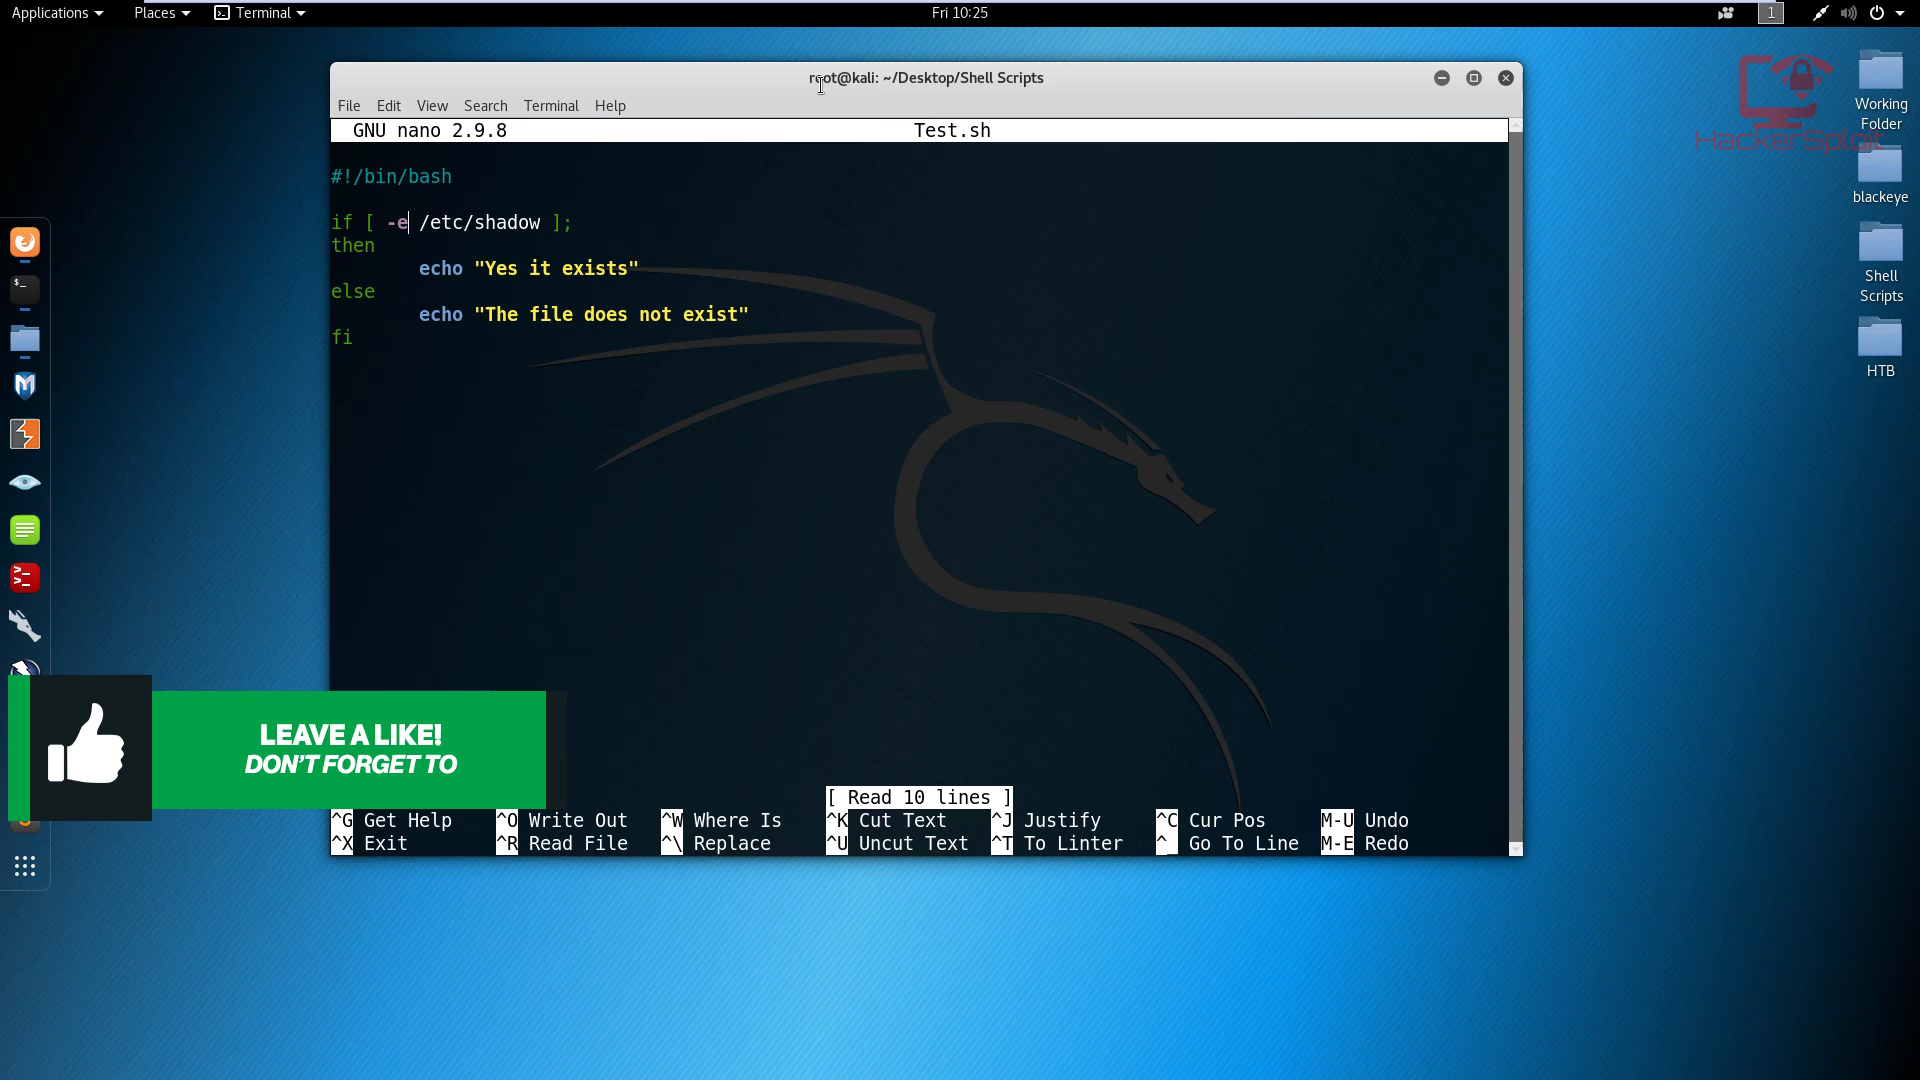 Applications
Places
Terminal
Fri 10:25
1
root@kali: ~/Desktop/Shell Scripts
File Edit View Search Terminal Help
GNU nano 2.9.8 Test.sh
#!/bin/bash
if [ -e /etc/shadow ];
then
echo "Yes it exists"
else
echo "The file does not exist"
fi
[ Read 10 lines ]
^G Get Help ^O Write Out ^W Where Is ^K Cut Text ^J Justify ^C Cur Pos M-U Undo
^X Exit ^R Read File ^\ Replace ^U Uncut Text ^T To Linter ^_ Go To Line M-E Redo
LEAVE A LIKE!
DON'T FORGET TO
HackerSploit
Working
Folder
blackeye
Shell
Scripts
HTB